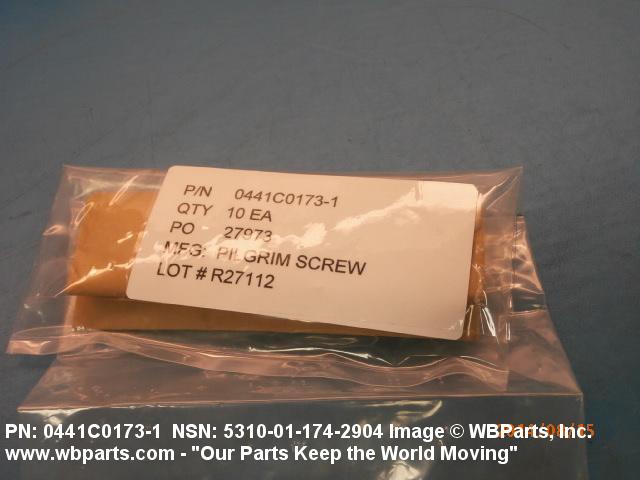 P/N 0441C0173-1
QTY 10 EA
PO 27973
MFG: PILGRIM SCREW
LOT # R27112
PN: 0441C0173-1 NSN: 5310-01-174-2904 Image © WBParts, Inc.
www.wbparts.com - "Our Parts Keep the World Moving"